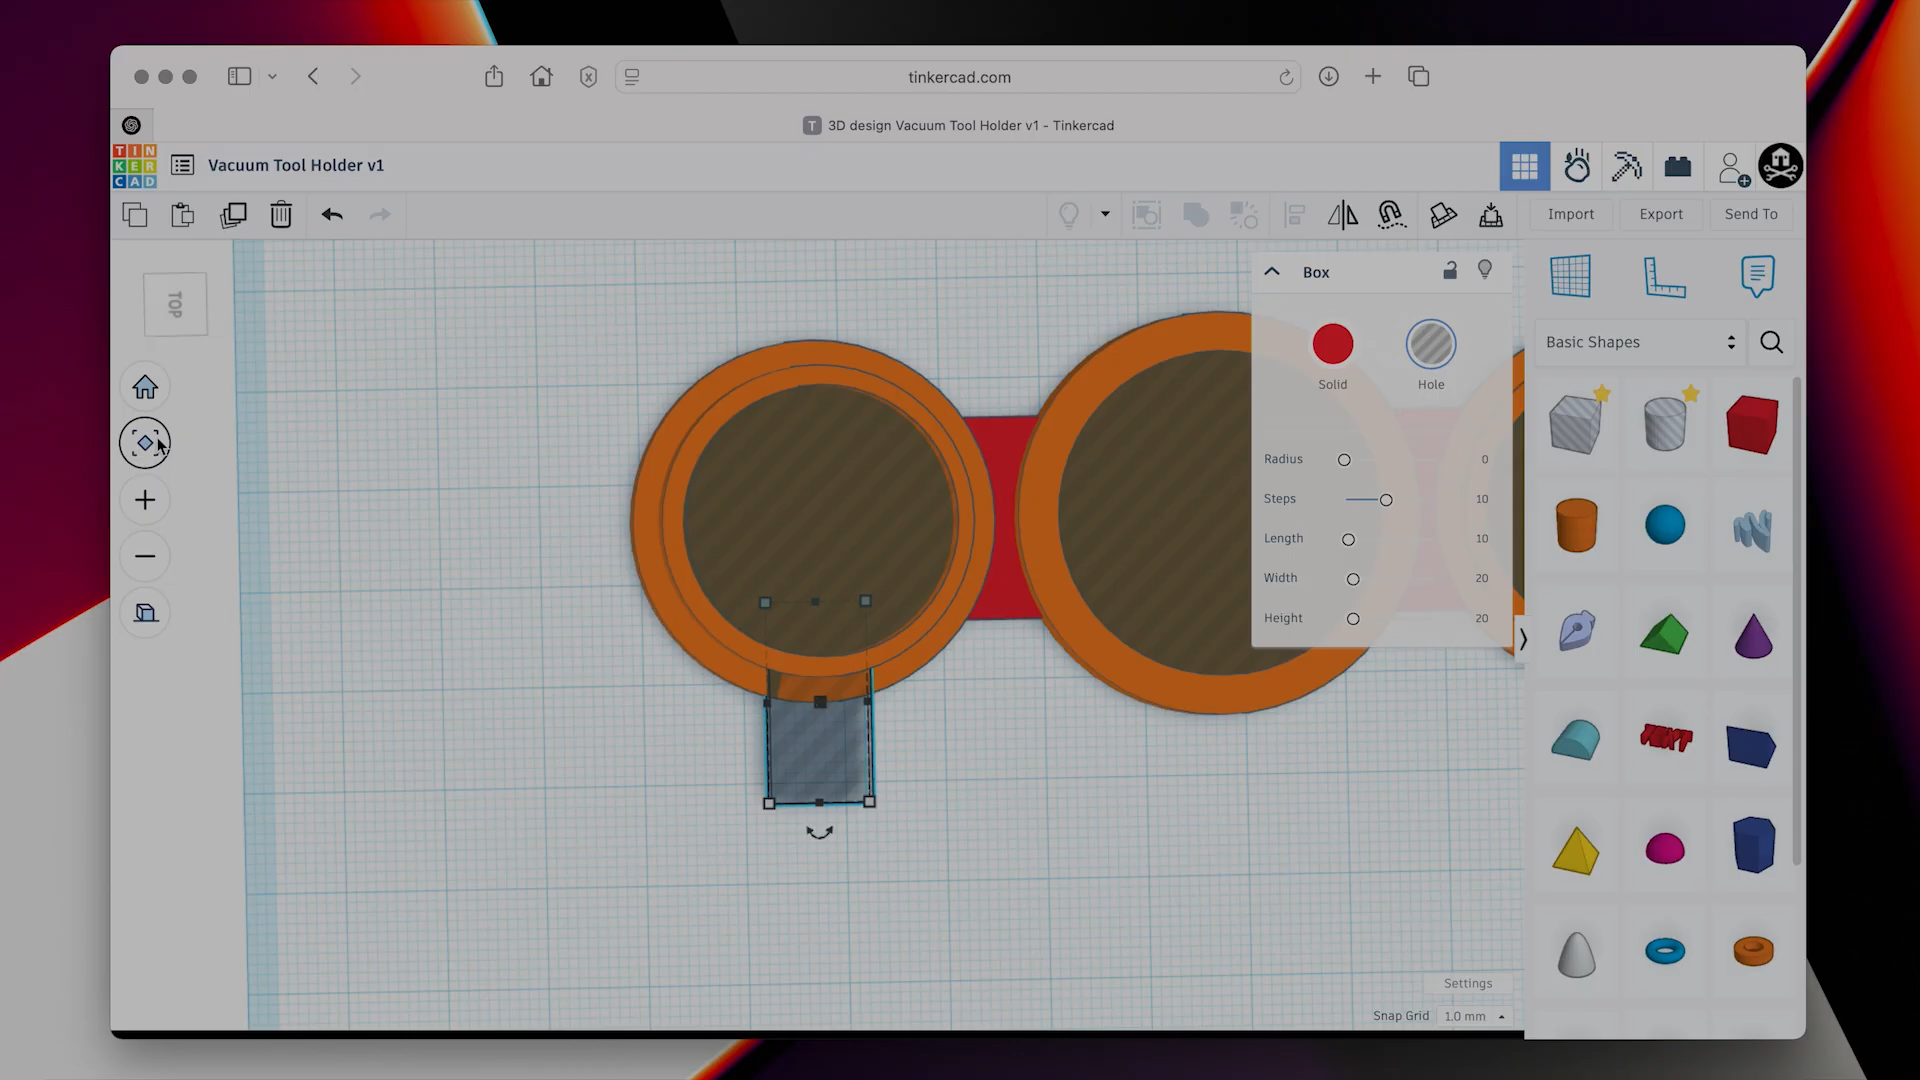 tinkercad.com
T 3D design Vacuum Tool Holder v1 - Tinkercad
TIN
KER
CAD
Vacuum Tool Holder v1
Import
Export
Send To
TOP
Box
Solid
Hole
Radius 0
Steps 10
Length 10
Width 20
Height 20
Basic Shapes
TEXT
Settings
Snap Grid 1.0 mm